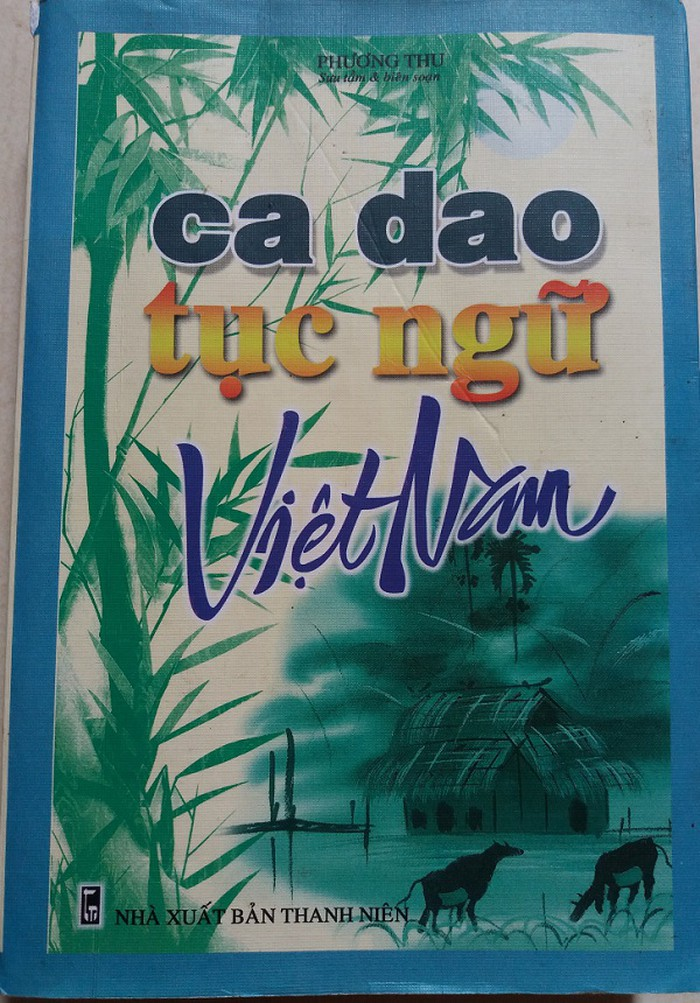 PHƯƠNG THU
Sưu tầm & biên soạn
ca dao
tục ngữ
Việt Nam
NHÀ XUẤT BẢN THANH NIÊN